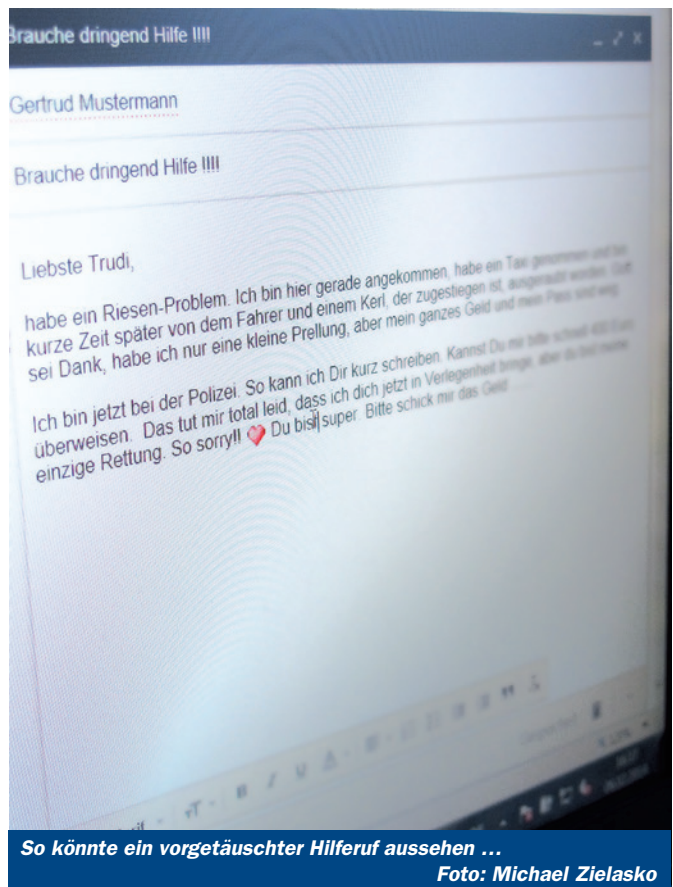 Brauche dringend Hilfe !!!!
Gertrud Mustermann
Brauche dringend Hilfe !!!!
Liebste Trudi,
habe ein Riesen-Problem. Ich bin hier gerade angekommen, habe ein Taxi genommen und bin
kurze Zeit später von dem Fahrer und einem Kerl, der zugestiegen ist, ausgeraubt worden. Gott
sei Dank, habe ich nur eine kleine Prellung, aber mein ganzes Geld und mein Pass sind weg.
Ich bin jetzt bei der Polizei. So kann ich Dir kurz schreiben. Kannst Du mir bitte schnell 400 Euro
überweisen. Das tut mir total leid, dass ich dich jetzt in Verlegenheit bringe, aber du bist meine
einzige Rettung. So sorry!! ❤ Du bist super. Bitte schick mir das Geld
So könnte ein vorgetäuschter Hilferuf aussehen ...
Foto: Michael Zielasko